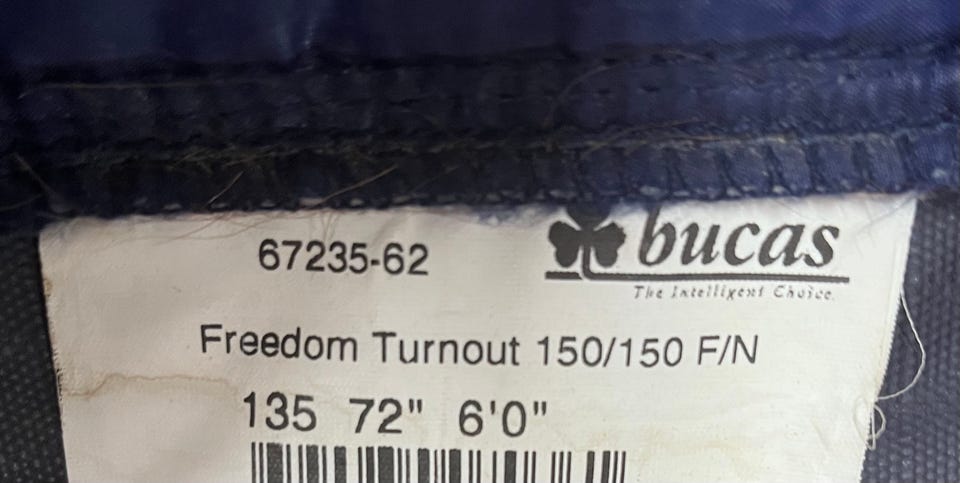 67235-62
bucas
The Intelligent Choice.
Freedom Turnout 150/150 F/N
135 72" 6'0"